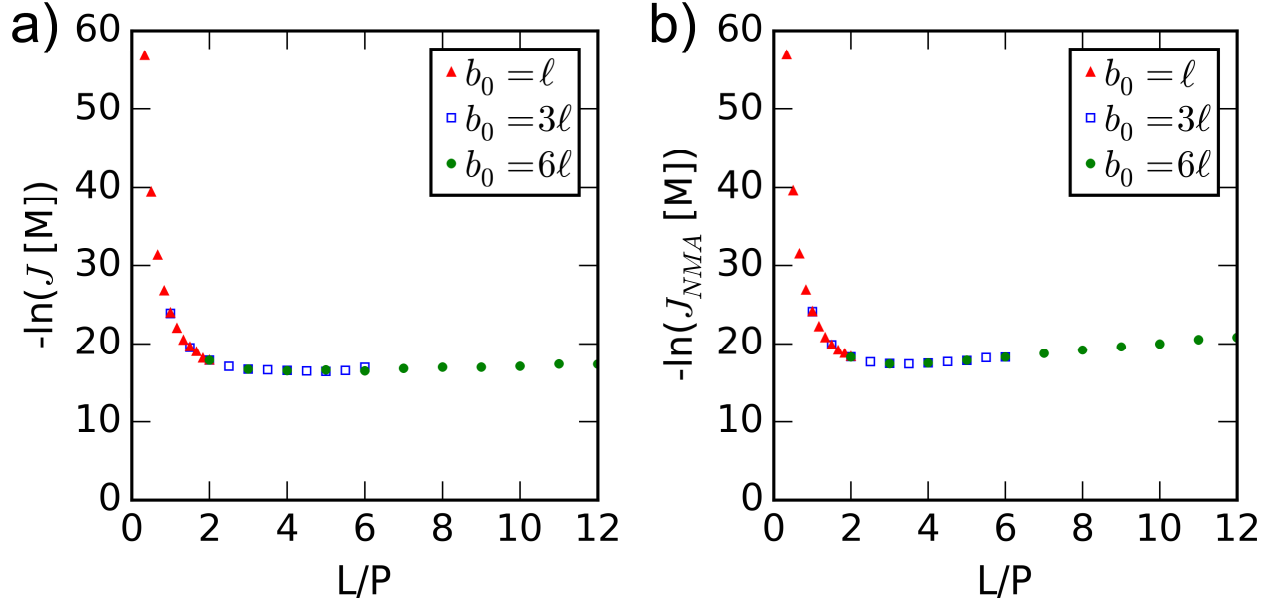 a)
60
50
40
30
20
10
0
-ln(J [M])
b₀ = ℓ
b₀ = 3ℓ
b₀ = 6ℓ
0 2 4 6 8 10 12
L/P
b)
60
50
40
30
20
10
0
-ln(J_NMA [M])
b₀ = ℓ
b₀ = 3ℓ
b₀ = 6ℓ
0 2 4 6 8 10 12
L/P